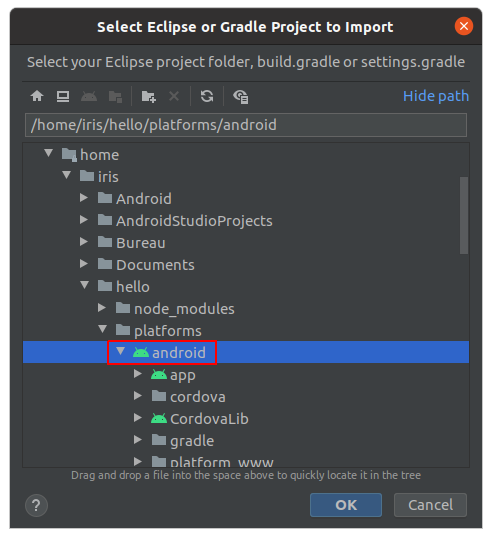 Select Eclipse or Gradle Project to Import
Select your Eclipse project folder, build.gradle or settings.gradle
Hide path
/home/iris/hello/platforms/android
home
iris
Android
AndroidStudioProjects
Bureau
Documents
hello
node_modules
platforms
android
app
cordova
CordovaLib
gradle
platform_www
Drag and drop a file into the space above to quickly locate it in the tree
? OK Cancel